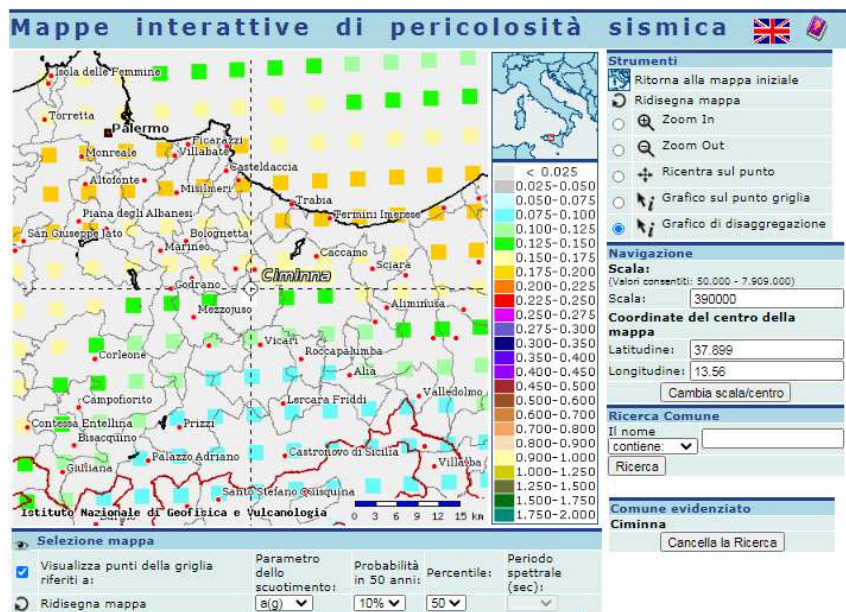 Mappe interattive di pericolosità sismica
Isola delle Femmine
Torretta
Palermo
Monreale
Ficarazzi
Villabate
Casteldaccia
Altofonte
Misilmeri
Trabia
Piana degli Albanesi
Termini Imerese
San Giuseppe Jato
Bolognetta
Marineo
Caccamo
Ciminna
Sciara
Godrano
Mezzojuso
Aliminusa
Vicari
Corleone
Roccapalumba
Alia
Campofiorito
Lercara Friddi
Valledolmo
Contessa Entellina
Prizzi
Bisacquino
Palazzo Adriano
Castronovo di Sicilia
Giuliana
Villalba
Santo Stefano Quisquina
Istituto Nazionale di Geofisica e Vulcanologia
0 3 6 9 12 15 km
< 0.025
0.025-0.050
0.050-0.075
0.075-0.100
0.100-0.125
0.125-0.150
0.150-0.175
0.175-0.200
0.200-0.225
0.225-0.250
0.250-0.275
0.275-0.300
0.300-0.350
0.350-0.400
0.400-0.450
0.450-0.500
0.500-0.600
0.600-0.700
0.700-0.800
0.800-0.900
0.900-1.000
1.000-1.250
1.250-1.500
1.500-1.750
1.750-2.000
Strumenti
Ritorna alla mappa iniziale
Ridisegna mappa
Zoom In
Zoom Out
Ricentra sul punto
Grafico sul punto griglia
Grafico di disaggregazione
Navigazione
Scala:
(Valori consentiti: 50.000 - 7.909.000)
Scala: 390000
Coordinate del centro della
mappa
Latitudine: 37.899
Longitudine: 13.56
Cambia scala/centro
Ricerca Comune
Il nome
contiene:
Ricerca
Comune evidenziato
Ciminna
Cancella la Ricerca
Selezione mappa
Visualizza punti della griglia
riferiti a:
Parametro
dello
scuotimento:
Probabilità
in 50 anni:
Percentile:
Periodo
spettrale
(sec):
Ridisegna mappa
a(g)
10%
50